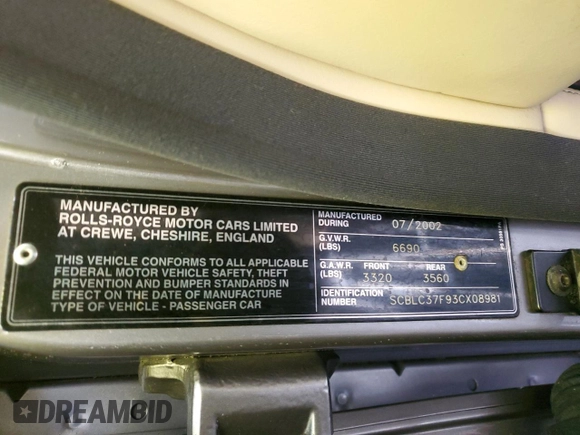 MANUFACTURED BY
ROLLS-ROYCE MOTOR CARS LIMITED
AT CREWE, CHESHIRE, ENGLAND
THIS VEHICLE CONFORMS TO ALL APPLICABLE
FEDERAL MOTOR VEHICLE SAFETY, THEFT
PREVENTION AND BUMPER STANDARDS IN
EFFECT ON THE DATE OF MANUFACTURE
TYPE OF VEHICLE - PASSENGER CAR
MANUFACTURED
DURING 07/2002
G.V.W.R.
(LBS) 6690
G.A.W.R. FRONT REAR
(LBS) 3320 3560
IDENTIFICATION
NUMBER SCBLC37F93CX08981
DREAMBID